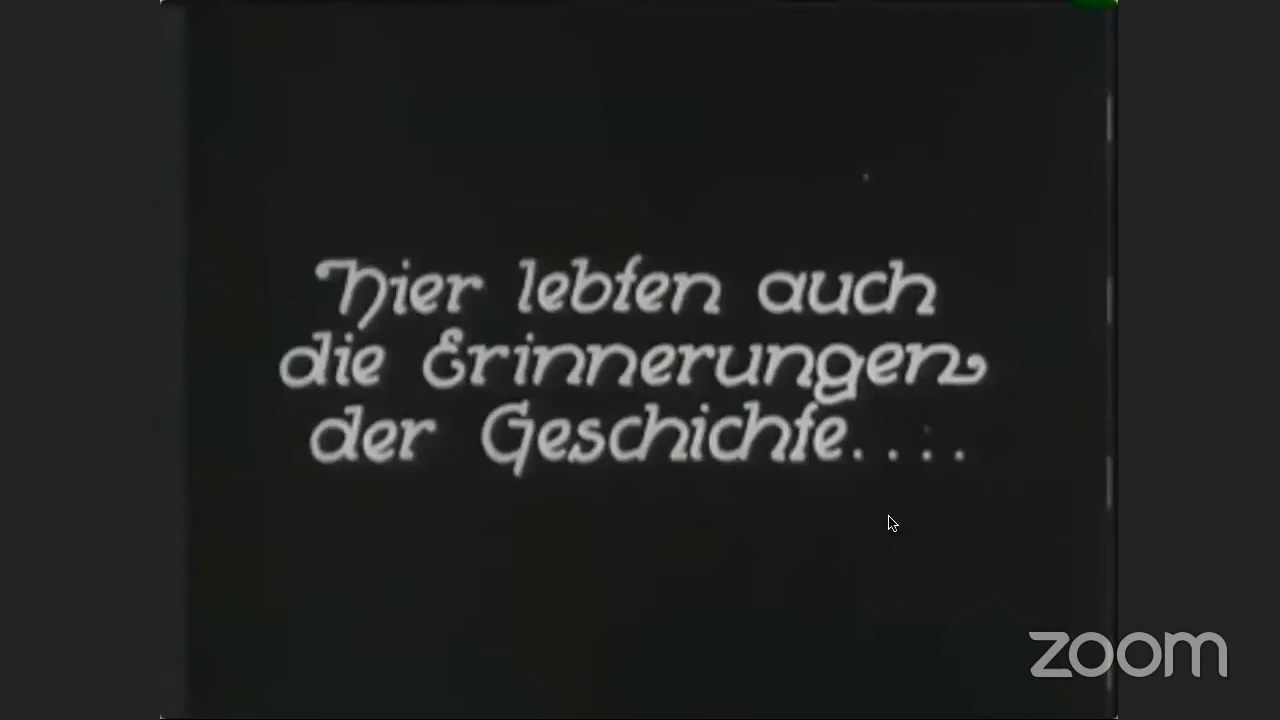 Hier lebten auch
die Erinnerungen
der Geschichte....
zoom